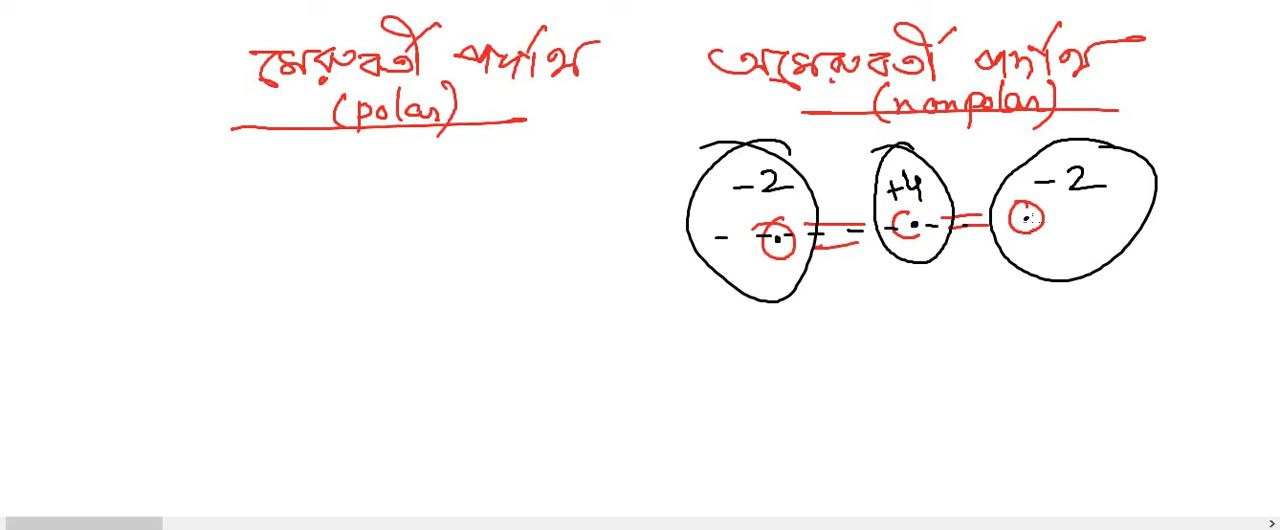 মেরুবর্তী পদার্থ
(polar)
অমেরুবর্তী পদার্থ
(nonpolar)
-2 +4 -2
O = C = O